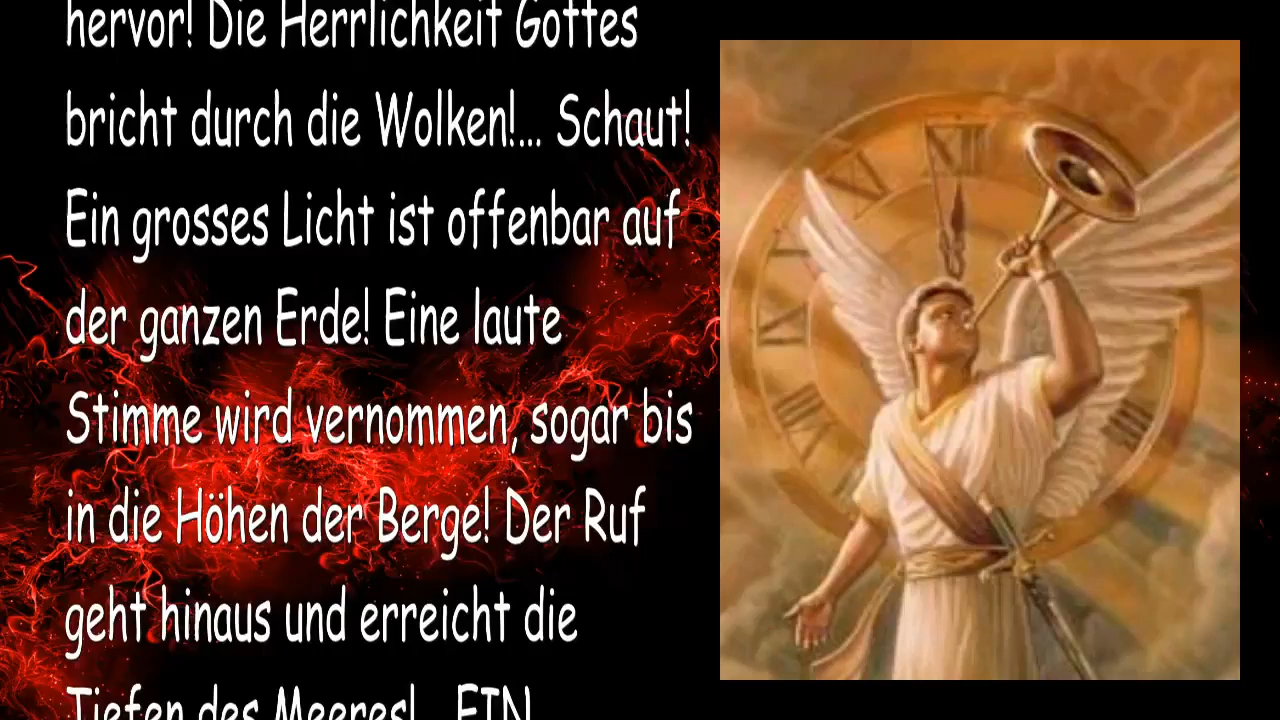 hervor! Die Herrlichkeit Gottes
bricht durch die Wolken!... Schaut!
Ein grosses Licht ist offenbar auf
der ganzen Erde! Eine laute
Stimme wird vernommen, sogar bis
in die Höhen der Berge! Der Ruf
geht hinaus und erreicht die
Tiefen des Meeres!... EIN